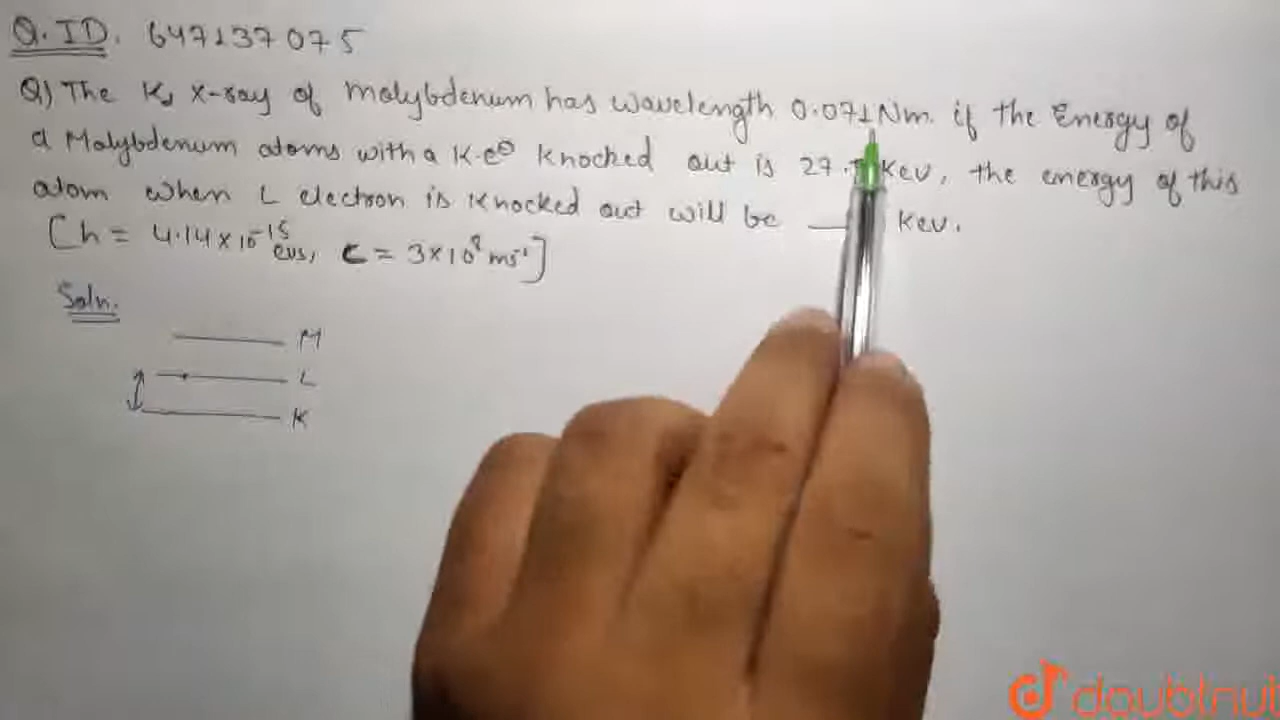 Q.ID. 647137075
Q) The Kα X-ray of Molybdenum has wavelength 0.071 Nm. if the Energy of
a Molybdenum atoms with a K.e⊖ knocked out is 27. KeV, the energy of this
atom when L electron is Knocked out will be ___ KeV.
[h = 4.14×10⁻¹⁵ eVs, c = 3×10⁸ ms⁻¹]
Soln.
M
L
K
doubtnut